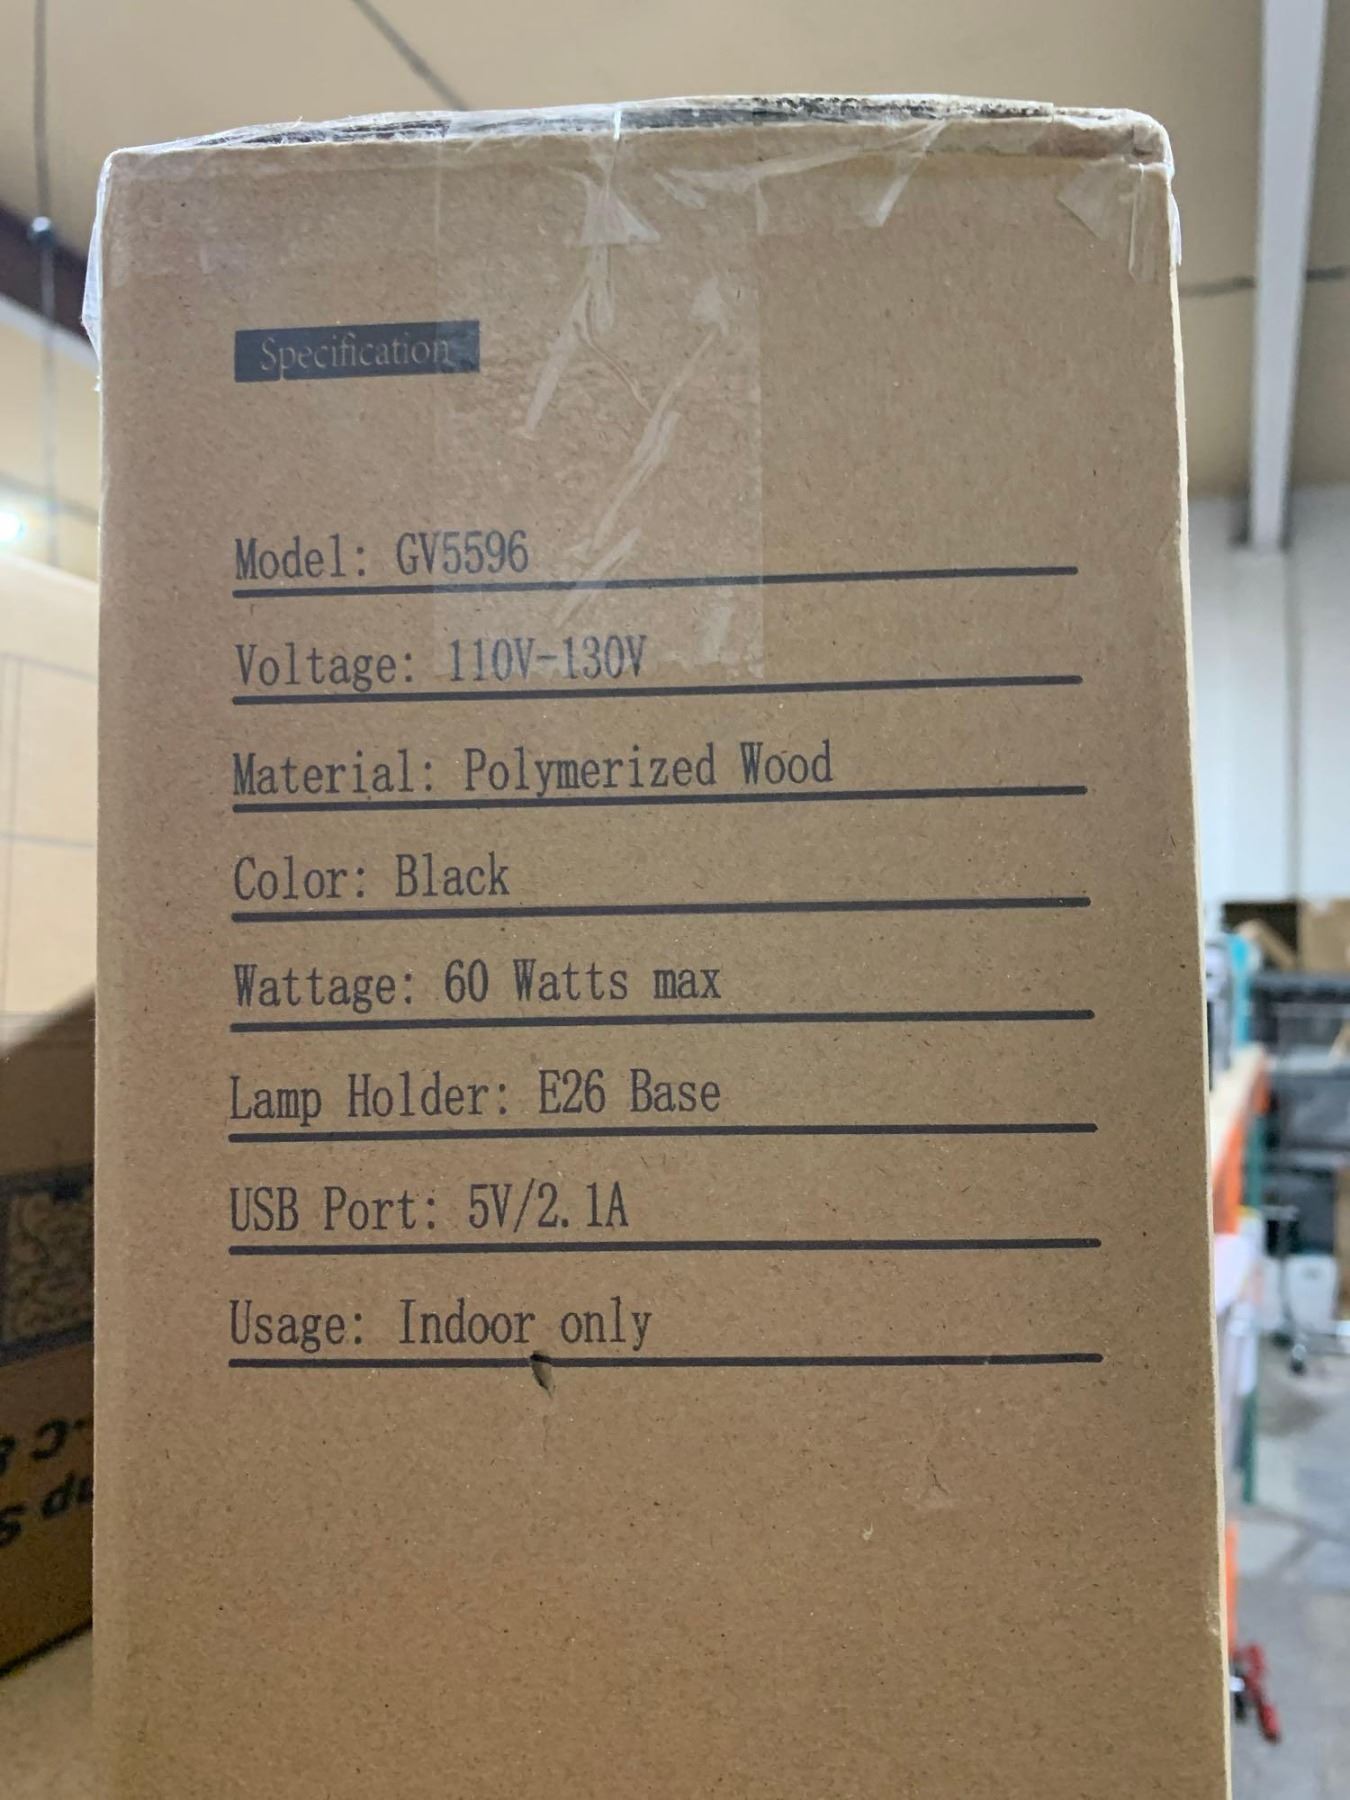 Specification
Model: GV5596
Voltage: 110V-130V
Material: Polymerized Wood
Color: Black
Wattage: 60 Watts max
Lamp Holder: E26 Base
USB Port: 5V/2.1A
Usage: Indoor only